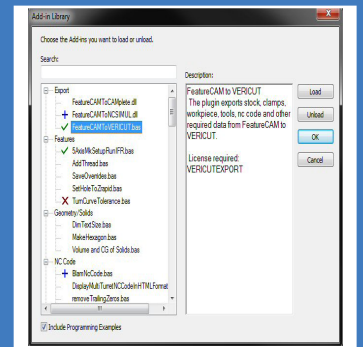 Add-in Library
Choose the Add-ins you want to load or unload.
Search:
Export
FeatureCAMToCAMplete.dll
FeatureCAMToNCSIMUL.dll
FeatureCAMToVERICUT.bas
Features
5AxisMkSetupFlunIFR.bas
AddThread.bas
SaveOverrides.bas
SetHoleToZrapid.bas
TurnCurveTolerance.bas
Geometry/Solids
DimTextSize.bas
MakeHexagon.bas
Volume and CG of Solids.bas
NC Code
BlamNcCode.bas
DisplayMultiTurretNCCodeInHTMLFormat
removeTrailingZeros.bas
Include Programming Examples
Description:
FeatureCAM to VERICUT
The plugin exports stock, clamps,
workpiece, tools, nc code and other
required data from FeatureCAM to
VERICUT.
License required:
VERICUTEXPORT
Load
Unload
OK
Cancel